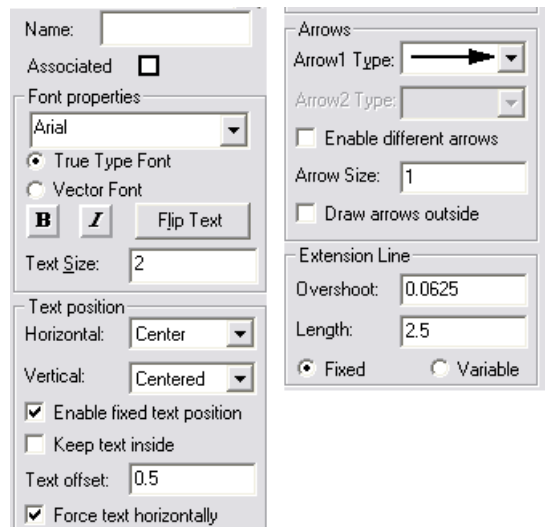 Name:
Associated
Font properties
Arial
True Type Font
Vector Font
B I Flip Text
Text Size: 2
Text position
Horizontal: Center
Vertical: Centered
Enable fixed text position
Keep text inside
Text offset: 0.5
Force text horizontally
Arrows
Arrow1 Type:
Arrow2 Type:
Enable different arrows
Arrow Size: 1
Draw arrows outside
Extension Line
Overshoot: 0.0625
Length: 2.5
Fixed Variable